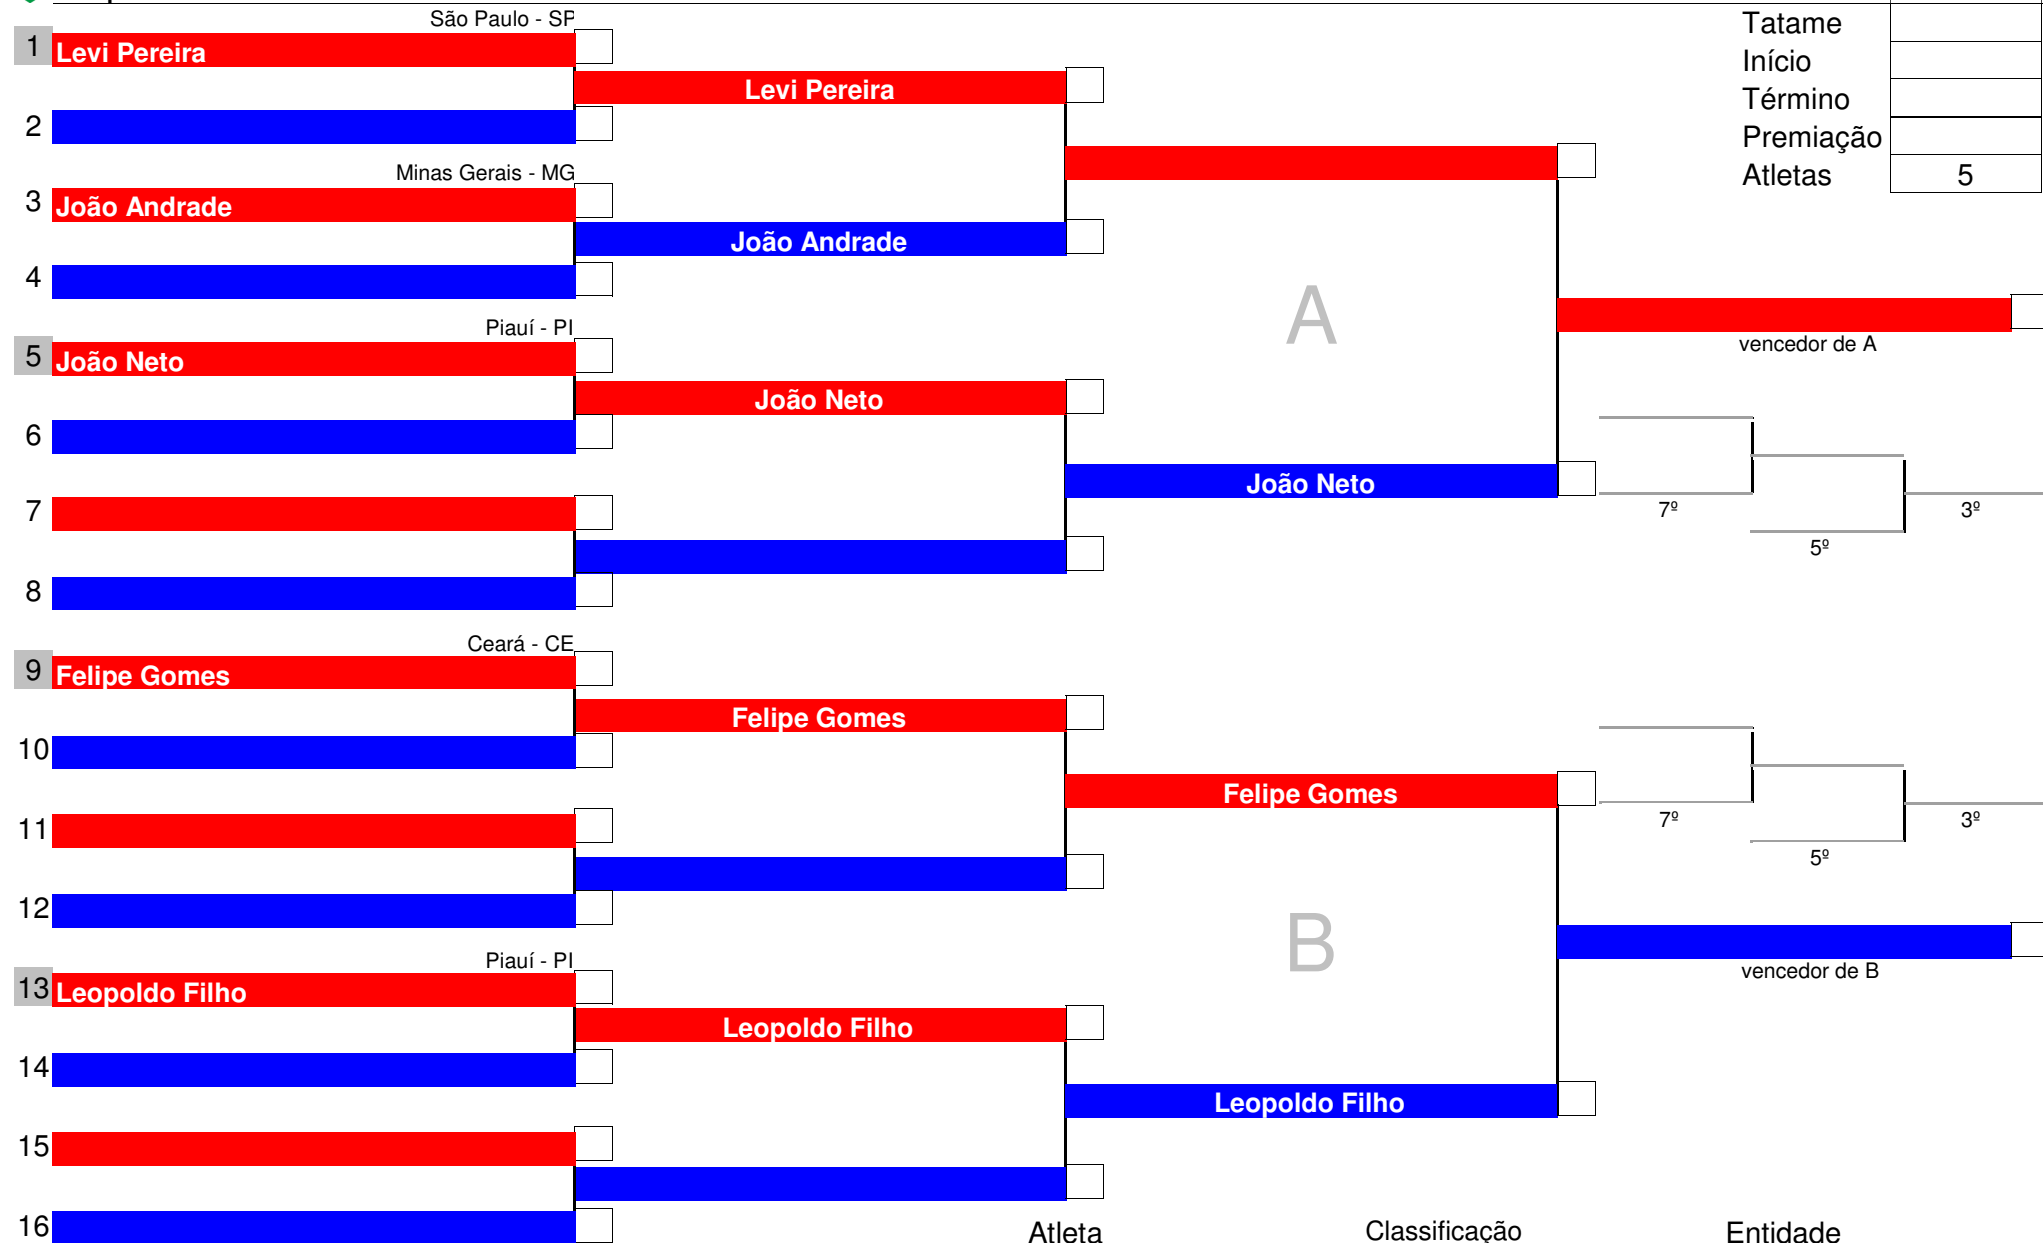 São Paulo - SP
1 Levi Pereira
Levi Pereira
2
Minas Gerais - MG
3 João Andrade
João Andrade
4
Piauí - PI
5 João Neto
João Neto
6
João Neto
7
8
Ceará - CE
9 Felipe Gomes
Felipe Gomes
10
Felipe Gomes
11
12
Piauí - PI
13 Leopoldo Filho
Leopoldo Filho
14
Leopoldo Filho
15
16
A
B
Tatame
Início
Término
Premiação
Atletas 5
vencedor de A
7º
3º
5º
7º
3º
5º
vencedor de B
Atleta Classificação Entidade